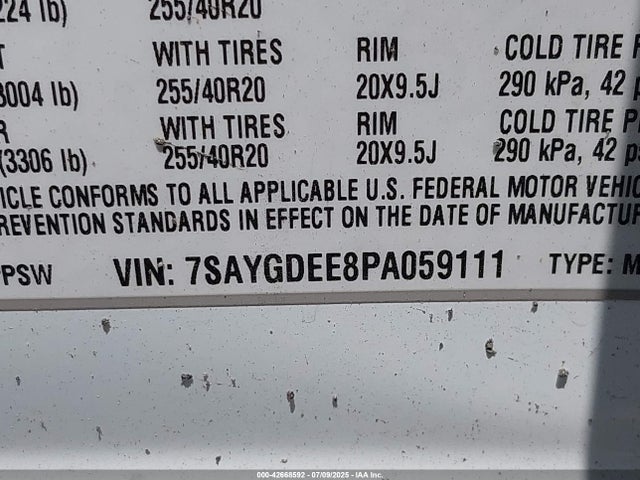 224 lb) 255/40R20
WITH TIRES RIM COLD TIRE
3004 lb) 255/40R20 20X9.5J 290 kPa, 42
WITH TIRES RIM COLD TIRE
(3306 lb) 255/40R20 20X9.5J 290 kPa, 42
ICLE CONFORMS TO ALL APPLICABLE U.S. FEDERAL MOTOR VEHIC
REVENTION STANDARDS IN EFFECT ON THE DATE OF MANUFACTU
PPSW VIN: 7SAYGDEE8PA059111 TYPE: M
000-42668592 / 07/09/2025 / IAA Inc.